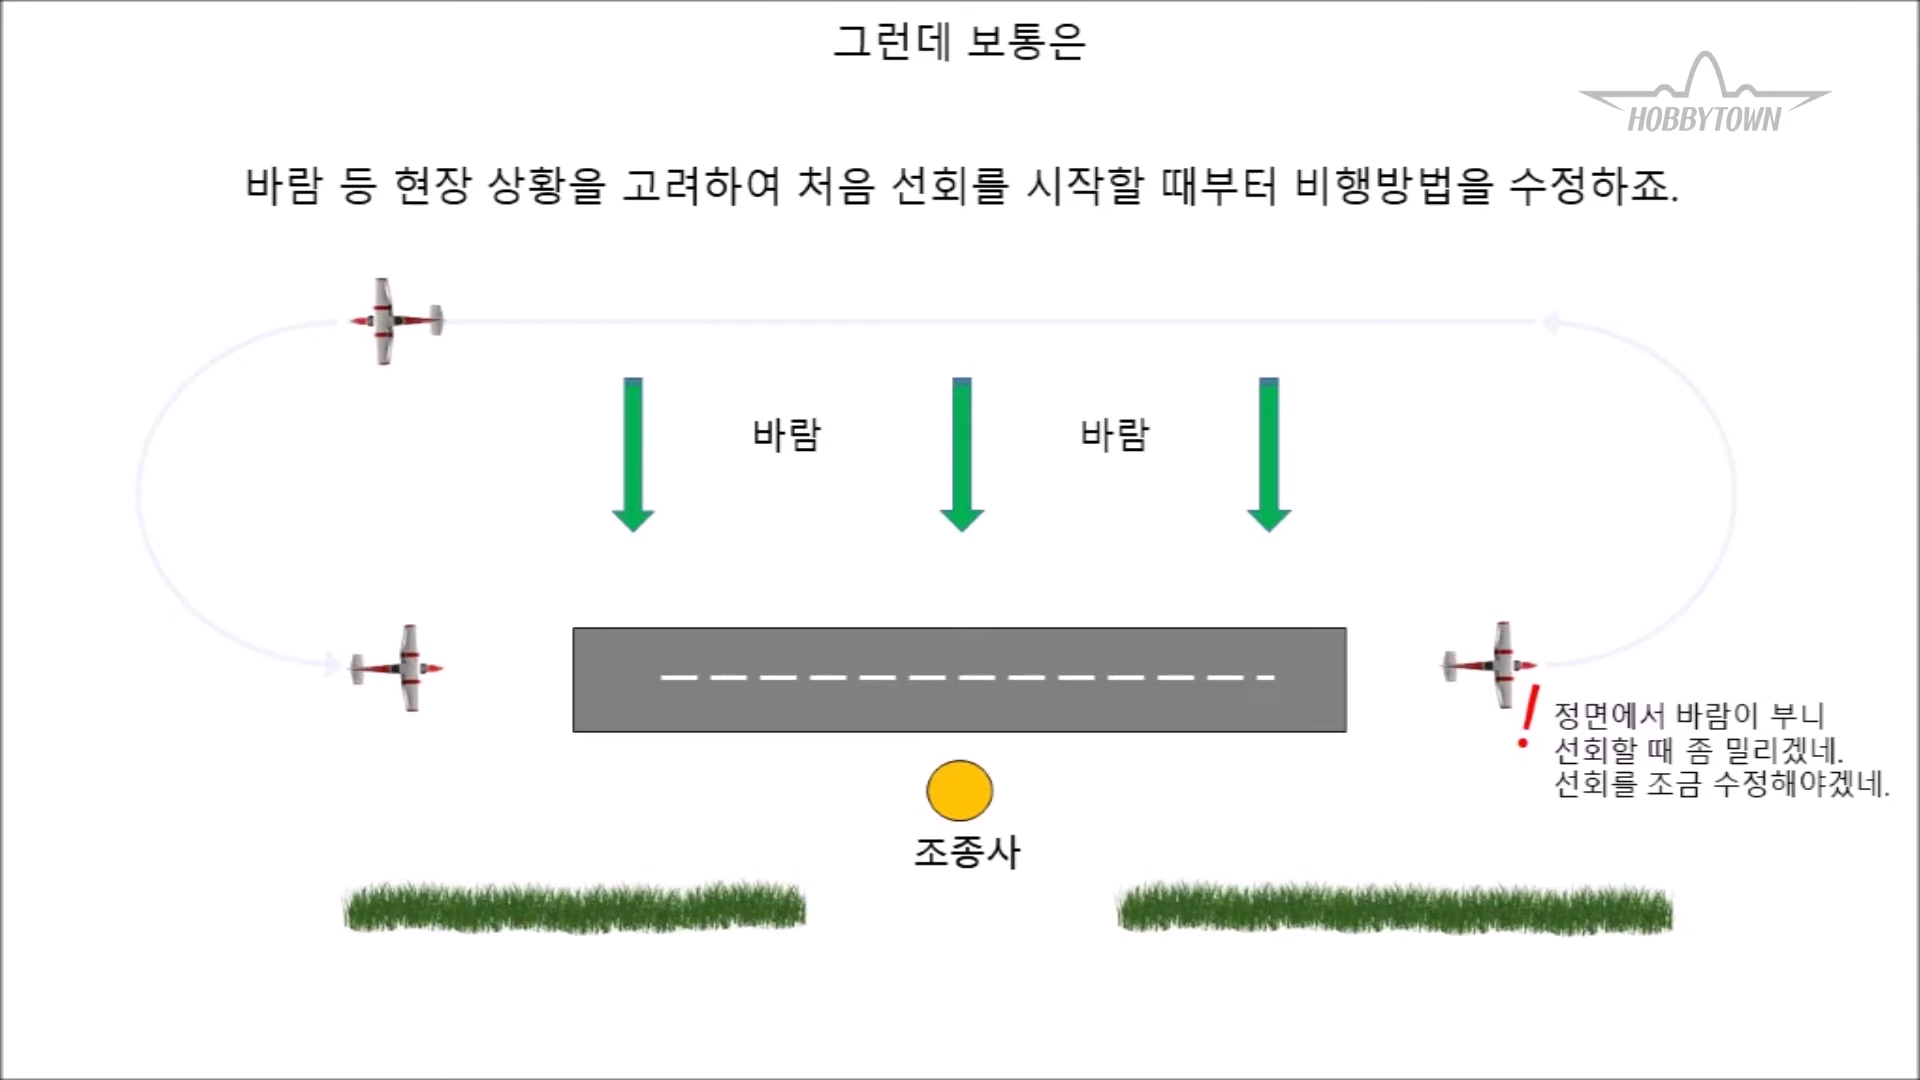 그런데 보통은
HOBBYTOWN
바람 등 현장 상황을 고려하여 처음 선회를 시작할 때부터 비행방법을 수정하죠.
바람
바람
! 정면에서 바람이 부니
선회할 때 좀 밀리겠네.
선회를 조금 수정해야겠네.
조종사